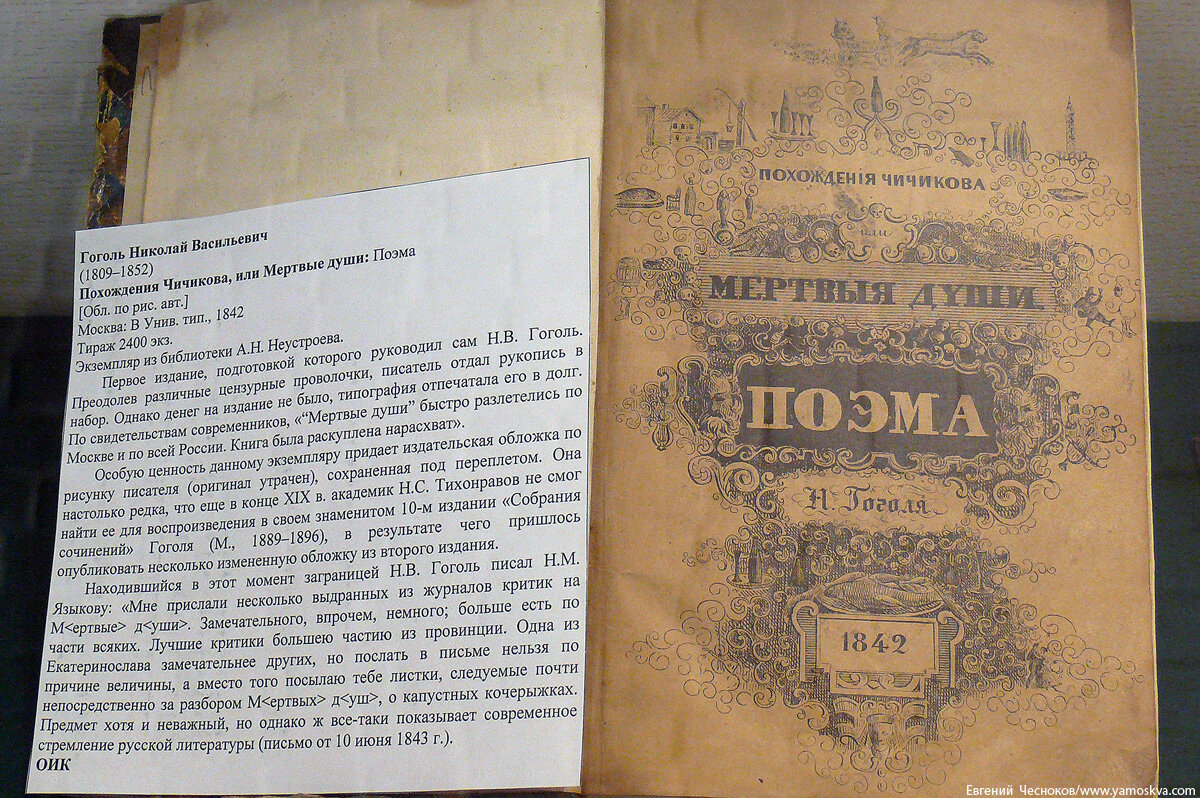 Гоголь Николай Васильевич
(1809–1852)
Похождения Чичикова, или Мертвые души: Поэма
[Обл. по рис. авт.]
Москва: В Унив. тип., 1842
Тираж 2400 экз.
Экземпляр из библиотеки А.Н. Неустроева.
Первое издание, подготовкой которого руководил сам Н.В. Гоголь.
Преодолев различные цензурные проволочки, писатель отдал рукопись в
набор. Однако денег на издание не было, типография отпечатала его в долг.
По свидетельствам современников, «“Мертвые души” быстро разлетелись по
Москве и по всей России. Книга была раскуплена нарасхват».
Особую ценность данному экземпляру придает издательская обложка по
рисунку писателя (оригинал утрачен), сохраненная под переплетом. Она
настолько редка, что еще в конце XIX в. академик Н.С. Тихонравов не смог
найти ее для воспроизведения в своем знаменитом 10-м издании «Собрания
сочинений» Гоголя (М., 1889–1896), в результате чего пришлось
опубликовать несколько измененную обложку из второго издания.
Находившийся в этот момент заграницей Н.В. Гоголь писал Н.М.
Языкову: «Мне прислали несколько выдранных из журналов критик на
М<ертвые> д<уши>. Замечательного, впрочем, немного; больше есть по
части всяких. Лучшие критики большею частию из провинции. Одна из
Екатеринослава замечательнее других, но послать в письме нельзя по
причине величины, а вместо того посылаю тебе листки, следуемые почти
непосредственно за разбором М<ертвых> д<уш>, о капустных кочерыжках.
Предмет хотя и неважный, но однако ж все-таки показывает современное
стремление русской литературы (письмо от 10 июня 1843 г.).
ОИК
ПОХОЖДЕНІЯ ЧИЧИКОВА
или
МЕРТВЫЯ ДУШИ
ПОЭМА
Н. Гоголя
1842
Евгений Чесноков/www.yamoskva.com